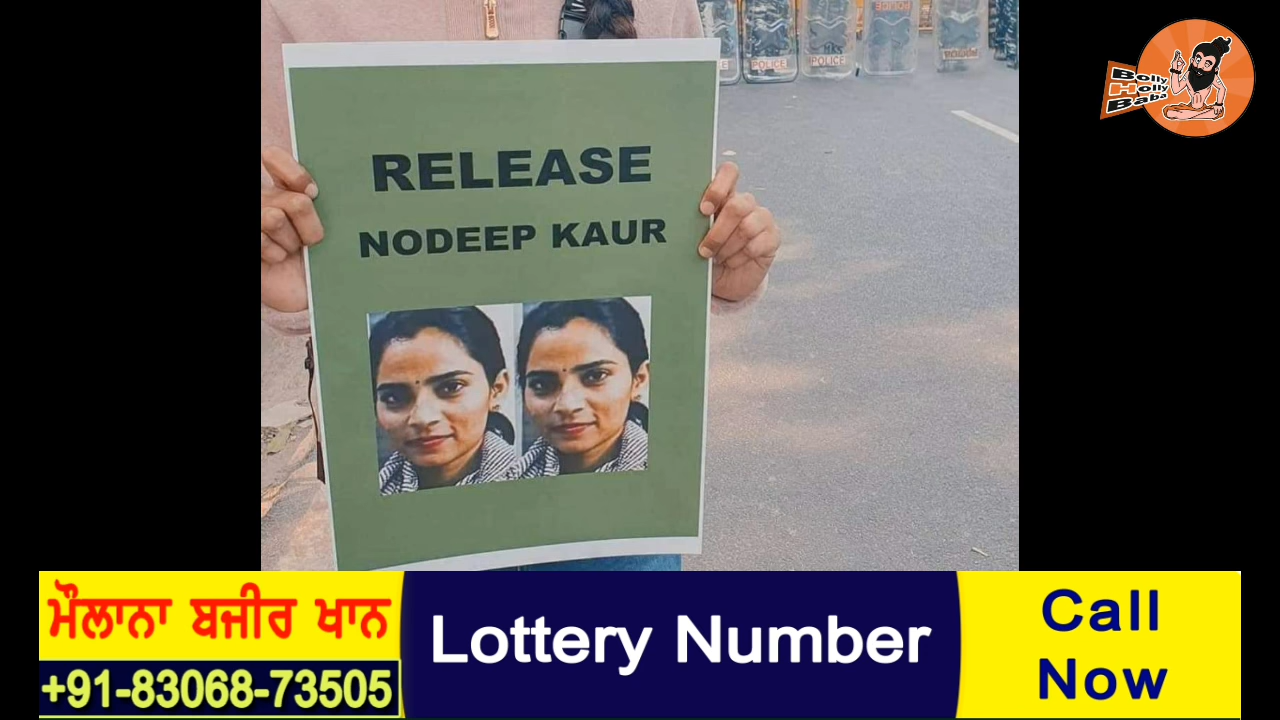 POLICE
POLICE
POLICE
Bolly
Holly
Baba
RELEASE
NODEEP KAUR
ਮੌਲਾਨਾ ਬਜੀਰ ਖਾਨ
+91-83068-73505
Lottery Number
Call
Now